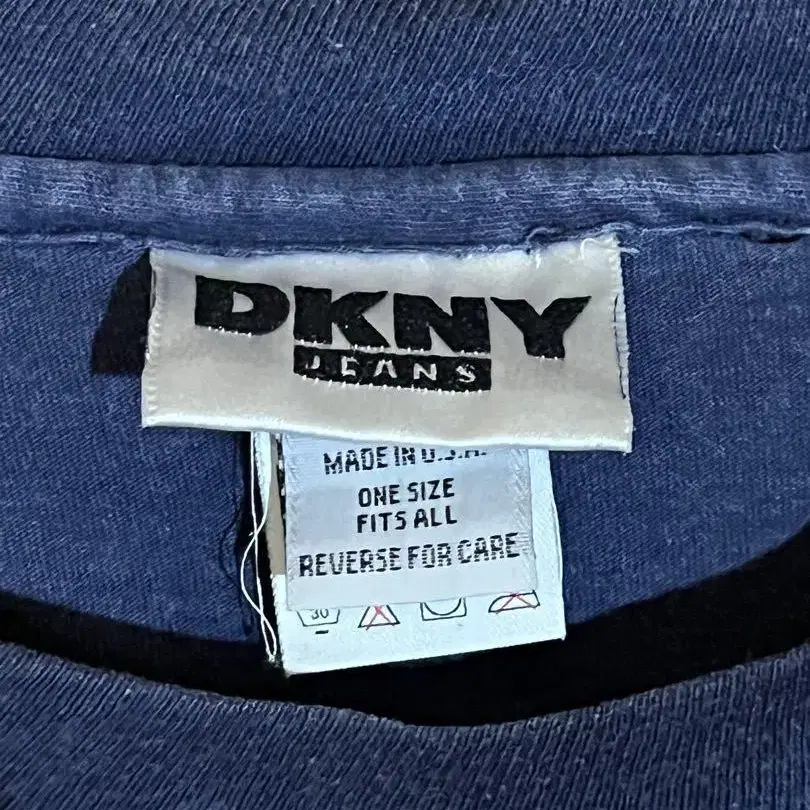 DKNY
JEANS
MADE IN U.S.A.
ONE SIZE
FITS ALL
REVERSE FOR CARE
30